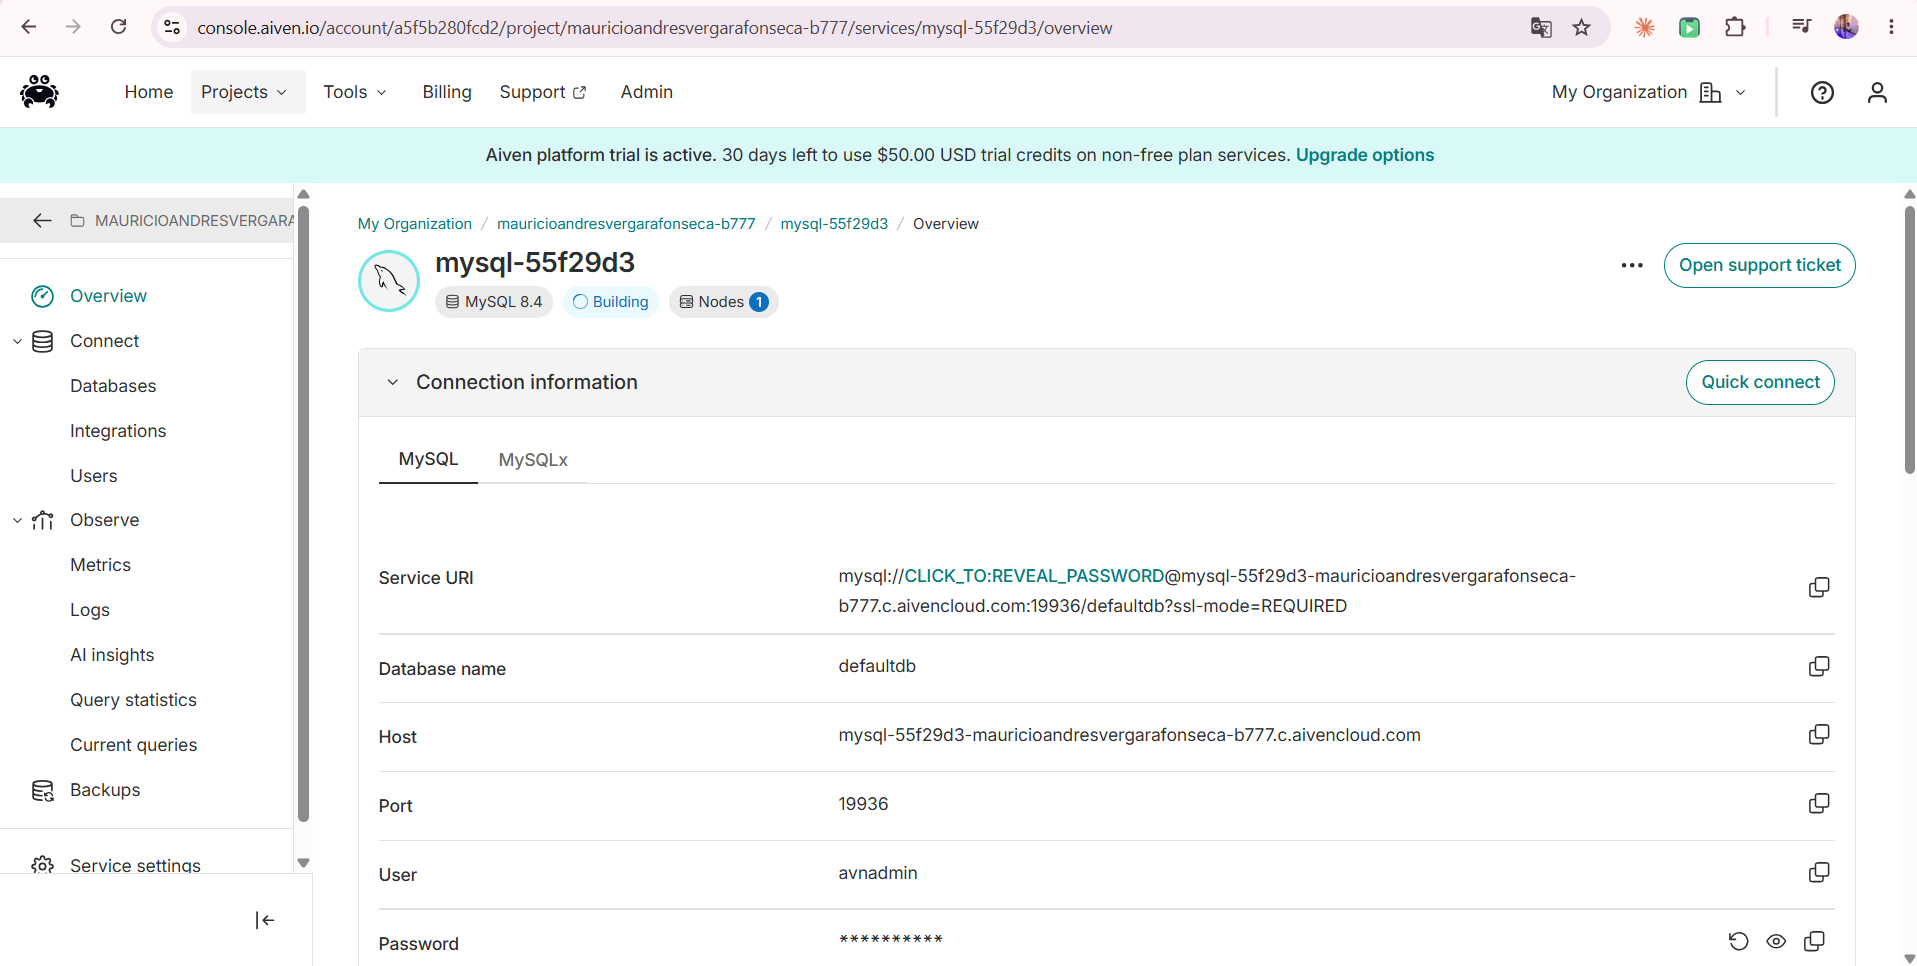 console.aiven.io/account/a5f5b280fcd2/project/mauricioandresvergarafonseca-b777/services/mysql-55f29d3/overview
Home
Projects
Tools
Billing
Support
Admin
My Organization
Aiven platform trial is active. 30 days left to use $50.00 USD trial credits on non-free plan services. Upgrade options
MAURICIOANDRESVERGARA
Overview
Connect
Databases
Integrations
Users
Observe
Metrics
Logs
AI insights
Query statistics
Current queries
Backups
Service settings
My Organization / mauricioandresvergarafonseca-b777 / mysql-55f29d3 / Overview
mysql-55f29d3
MySQL 8.4
Building
Nodes 1
Open support ticket
Connection information
Quick connect
MySQL
MySQLx
Service URI
mysql://CLICK_TO:REVEAL_PASSWORD@mysql-55f29d3-mauricioandresvergarafonseca-
b777.c.aivencloud.com:19936/defaultdb?ssl-mode=REQUIRED
Database name
defaultdb
Host
mysql-55f29d3-mauricioandresvergarafonseca-b777.c.aivencloud.com
Port
19936
User
avnadmin
Password
**********